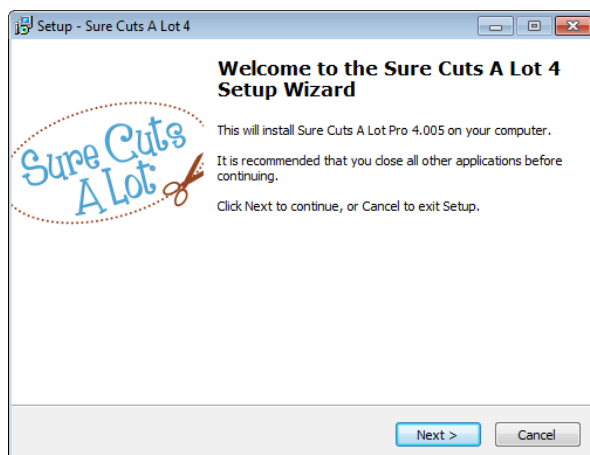 Setup - Sure Cuts A Lot 4
Welcome to the Sure Cuts A Lot 4
Setup Wizard
This will install Sure Cuts A Lot Pro 4.005 on your computer.
It is recommended that you close all other applications before
continuing.
Click Next to continue, or Cancel to exit Setup.
Sure Cuts
A Lot
Next >
Cancel